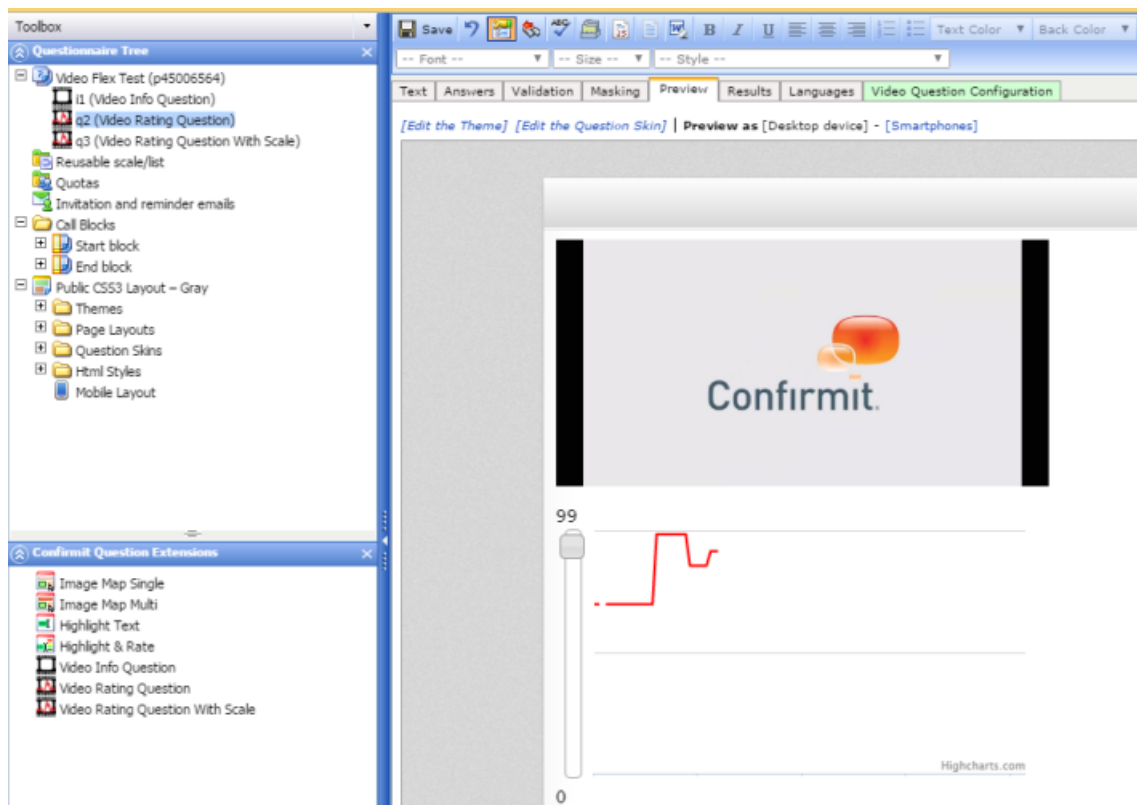 Toolbox
Questionnaire Tree
Video Flex Test (p45006564)
i1 (Video Info Question)
q2 (Video Rating Question)
q3 (Video Rating Question With Scale)
Reusable scale/list
Quotas
Invitation and reminder emails
Call Blocks
Start block
End block
Public CSS3 Layout – Gray
Themes
Page Layouts
Question Skins
Html Styles
Mobile Layout
Confirmit Question Extensions
Image Map Single
Image Map Multi
Highlight Text
Highlight & Rate
Video Info Question
Video Rating Question
Video Rating Question With Scale
Save ABC B I U Text Color Back Color
-- Font -- -- Size -- -- Style --
Text Answers Validation Masking Preview Results Languages Video Question Configuration
[Edit the Theme] [Edit the Question Skin] | Preview as [Desktop device] - [Smartphones]
Confirmit.
99
Highcharts.com
0